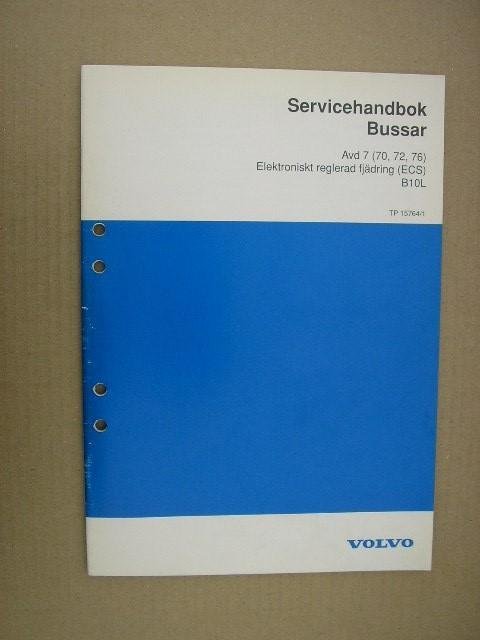 Servicehandbok
Bussar
Avd 7 (70, 72, 76)
Elektroniskt reglerad fjädring (ECS)
B10L
TP 15764/1
VOLVO